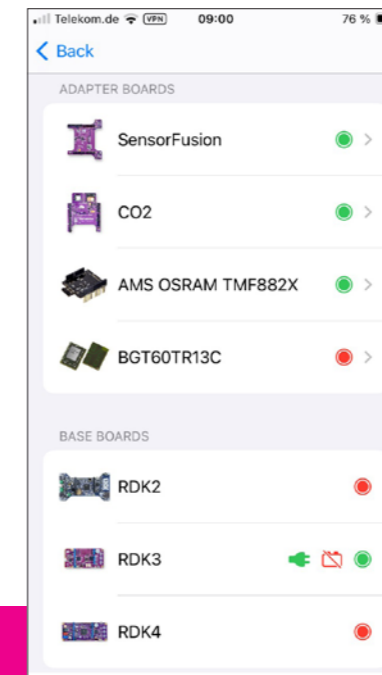 Telekom.de VPN 09:00 76 %
Back
ADAPTER BOARDS
SensorFusion
CO2
AMS OSRAM TMF882X
BGT60TR13C
BASE BOARDS
RDK2
RDK3
RDK4